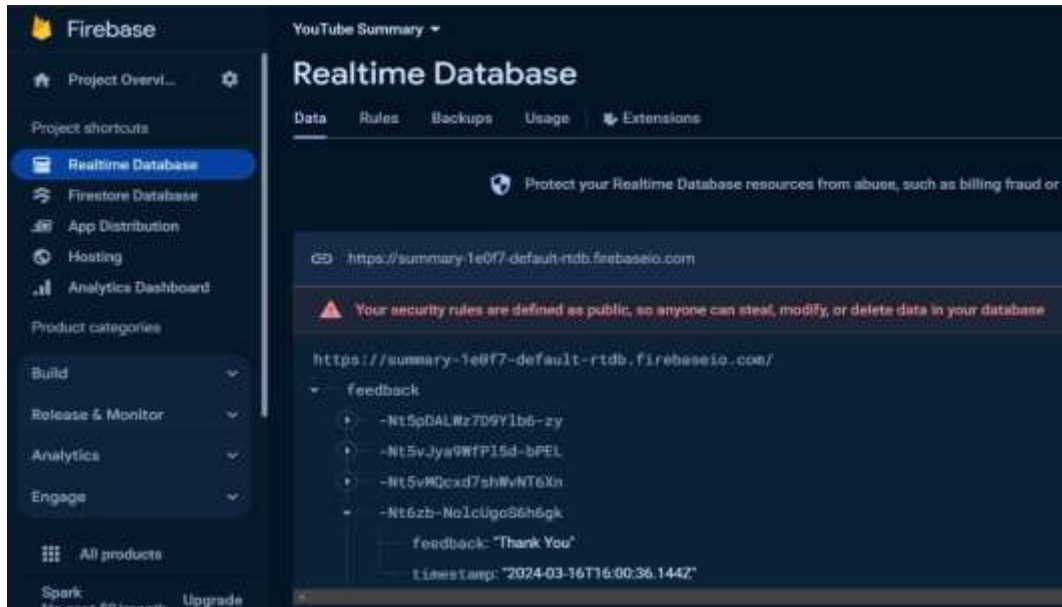 Firebase
Project Overvi...
Project shortcuts
Realtime Database
Firestore Database
App Distribution
Hosting
Analytics Dashboard
Product categories
Build
Release & Monitor
Analytics
Engage
All products
Spark
Upgrade
YouTube Summary
Realtime Database
Data Rules Backups Usage Extensions
Protect your Realtime Database resources from abuse, such as billing fraud or
https://summary-1e0f7-default-rtdb.firebaseio.com
Your security rules are defined as public, so anyone can steal, modify, or delete data in your database
https://summary-1e0f7-default-rtdb.firebaseio.com/
feedback
-Nt5pDALWz7D9Ylb6-zy
-Nt5vJya9WfPl5d-bPEL
-Nt5vMQcxd7shWvNT6Xn
-Nt6zb-NolcUgoS6h6gk
feedback: "Thank You"
timestamp: "2024-03-16T16:00:36.144Z"